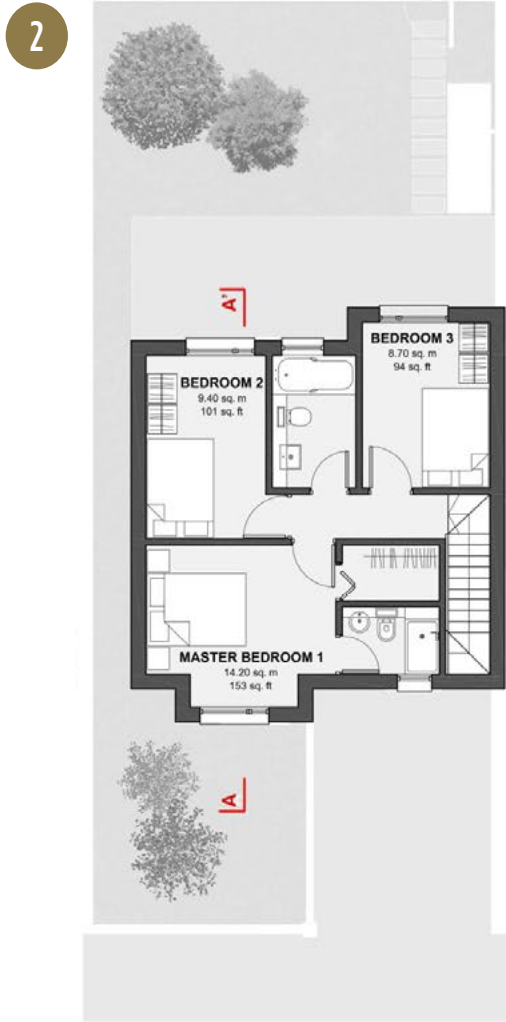 2
A'
BEDROOM 3
8.70 sq. m
94 sq. ft
BEDROOM 2
9.40 sq. m
101 sq. ft
MASTER BEDROOM 1
14.20 sq. m
153 sq. ft
A